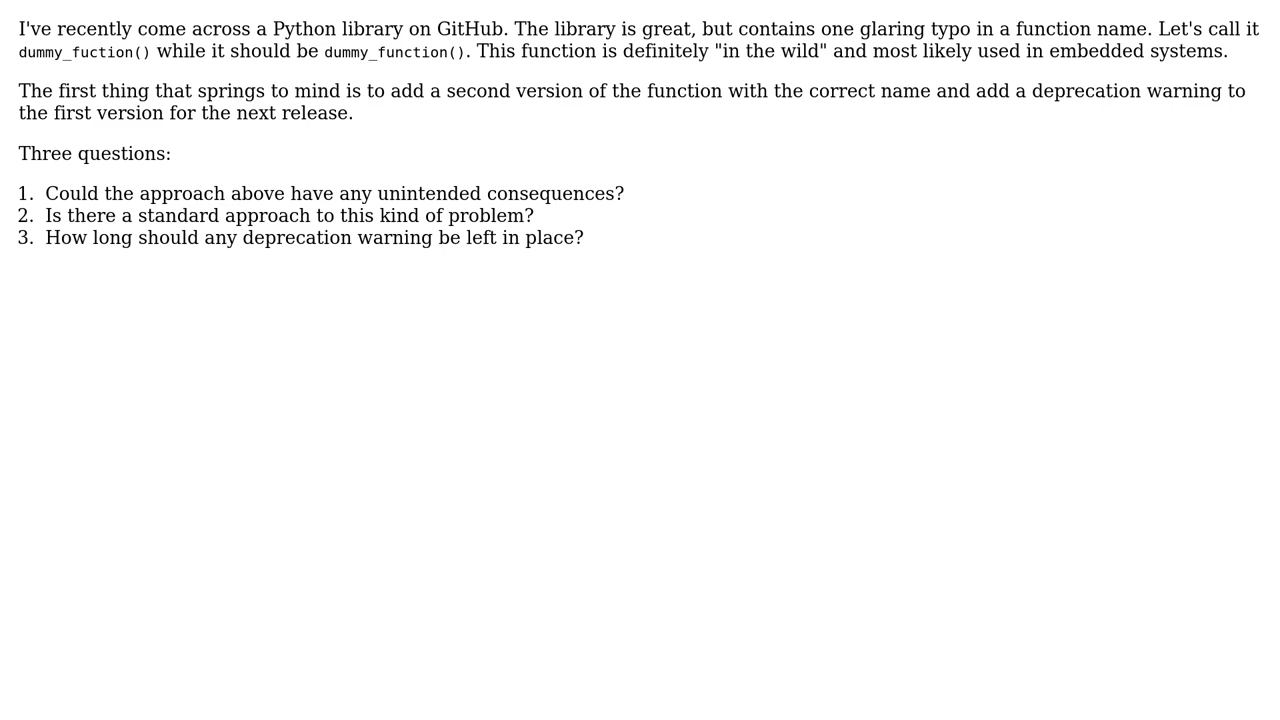 I've recently come across a Python library on GitHub. The library is great, but contains one glaring typo in a function name. Let's call it
dummy_fuction() while it should be dummy_function(). This function is definitely "in the wild" and most likely used in embedded systems.
The first thing that springs to mind is to add a second version of the function with the correct name and add a deprecation warning to
the first version for the next release.
Three questions:
1. Could the approach above have any unintended consequences?
2. Is there a standard approach to this kind of problem?
3. How long should any deprecation warning be left in place?